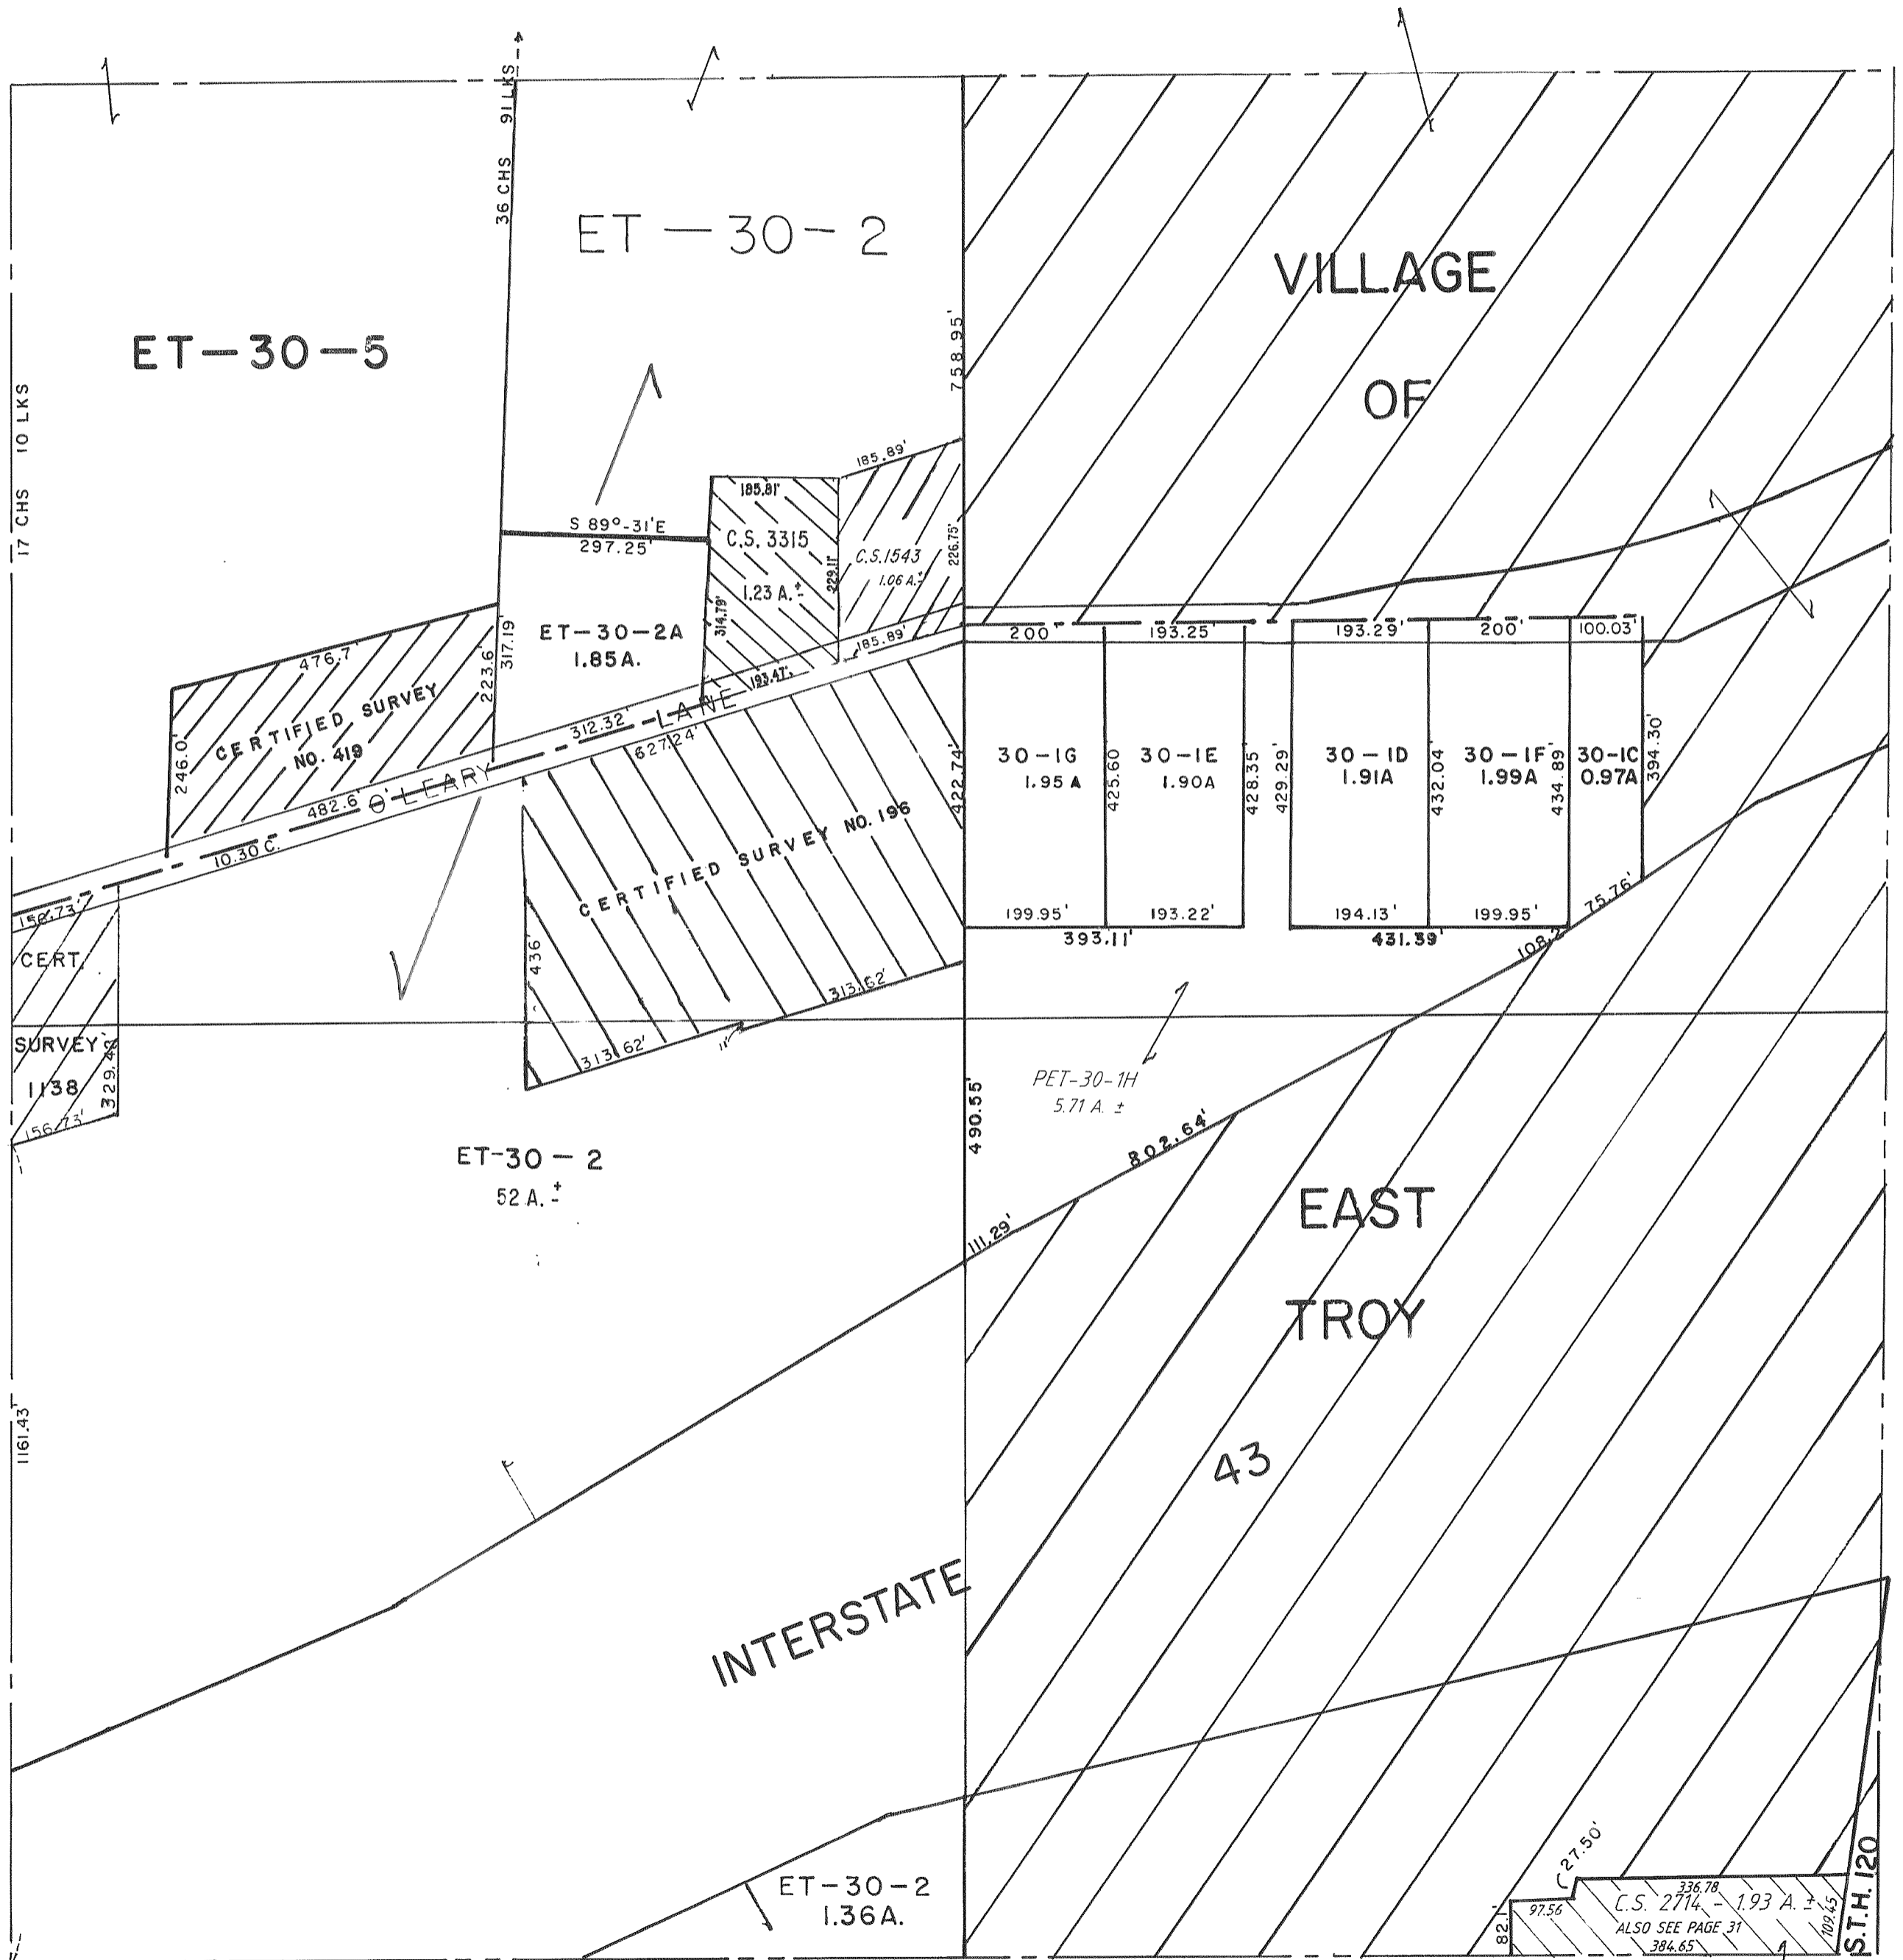 36 CHS 91 LKS
ET-30-2
VILLAGE
OF
ET-30-5
17 CHS 10 LKS
758.95'
185.89'
185.81'
S 89°-31'E
297.25'
C.S. 3315
1.23 A.±
229.11'
C.S.1543
1.06 A.±
226.75'
314.79'
317.19'
ET-30-2A
1.85 A.
185.89'
193.47'
476.7'
223.6'
CERTIFIED SURVEY
NO. 419
246.0'
482.6'
O'LEARY LANE
312.32'
627.24'
10.30 C.
200'
193.25'
193.29'
200'
100.03'
422.74'
30-1G
1.95 A
425.60
30-1E
1.90A
428.35'
429.29'
30-1D
1.91A
432.04'
30-1F
1.99A
434.89
30-1C
0.97A
394.30'
199.95'
193.22'
194.13'
199.95'
393.11'
431.39'
75.76'
CERTIFIED SURVEY NO. 196
436'
313.62'
313.62'
156.73'
CERT.
SURVEY
1138
156.73'
PET-30-1H
5.71 A. ±
490.55'
802.64'
111.29'
ET-30-2
52 A.±
EAST
TROY
1161.43'
43
INTERSTATE
ET-30-2
1.36A.
27.50'
336.78
97.56
82.1'
C.S. 2714 - 1.93 A. ±
ALSO SEE PAGE 31
384.65
109.45
S.T.H. 120